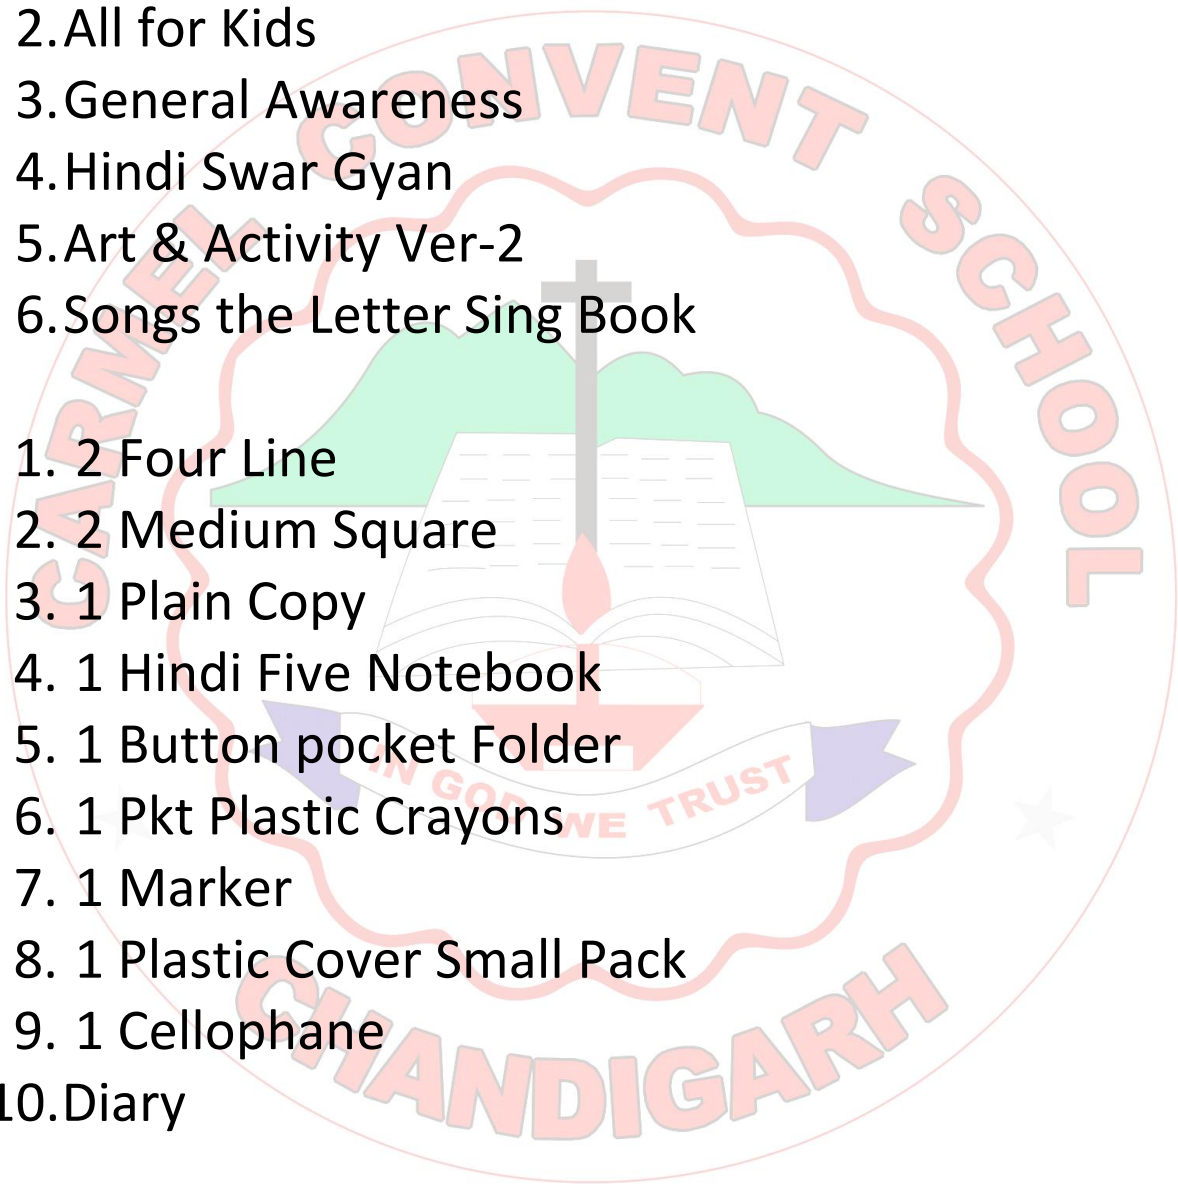 2. All for Kids
3. General Awareness
4. Hindi Swar Gyan
5. Art & Activity Ver-2
6. Songs the Letter Sing Book
1. 2 Four Line
2. 2 Medium Square
3. 1 Plain Copy
4. 1 Hindi Five Notebook
5. 1 Button pocket Folder
6. 1 Pkt Plastic Crayons
7. 1 Marker
8. 1 Plastic Cover Small Pack
9. 1 Cellophane
10. Diary
CARMEL CONVENT SCHOOL
IN GOD WE TRUST
CHANDIGARH